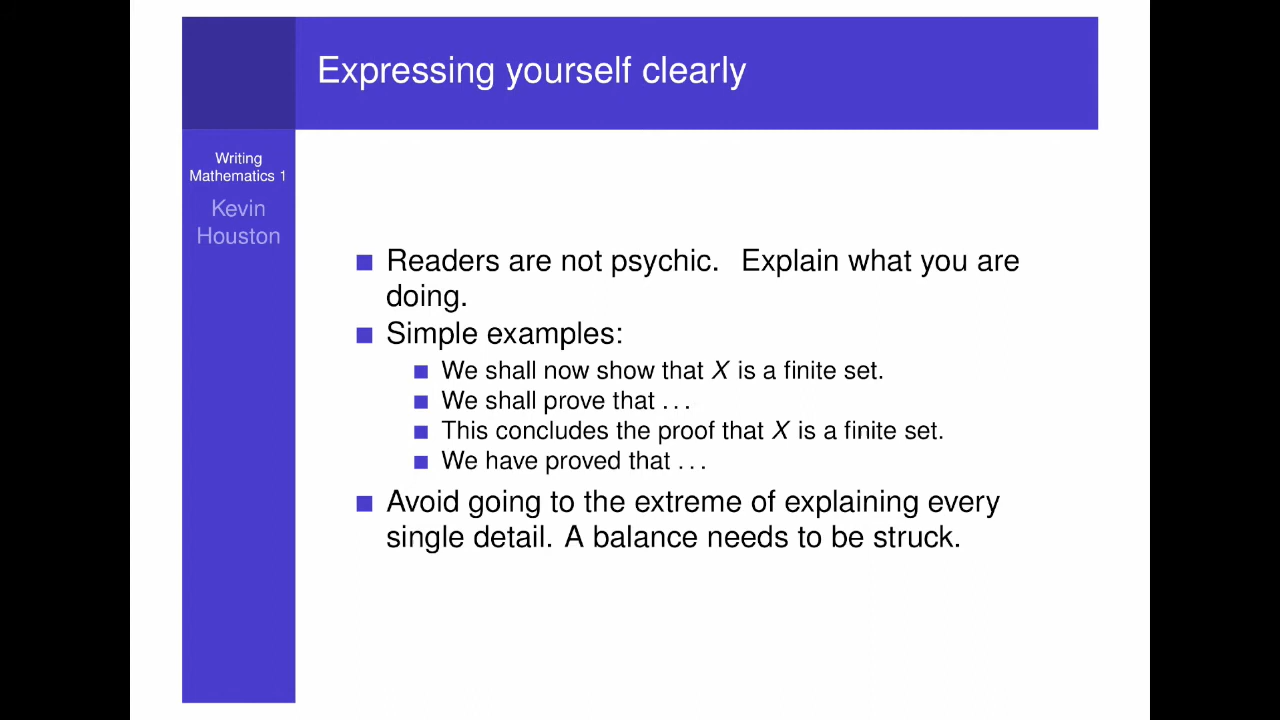 Expressing yourself clearly
Writing
Mathematics 1
Kevin
Houston
Readers are not psychic. Explain what you are
doing.
Simple examples:
We shall now show that X is a finite set.
We shall prove that . . .
This concludes the proof that X is a finite set.
We have proved that . . .
Avoid going to the extreme of explaining every
single detail. A balance needs to be struck.